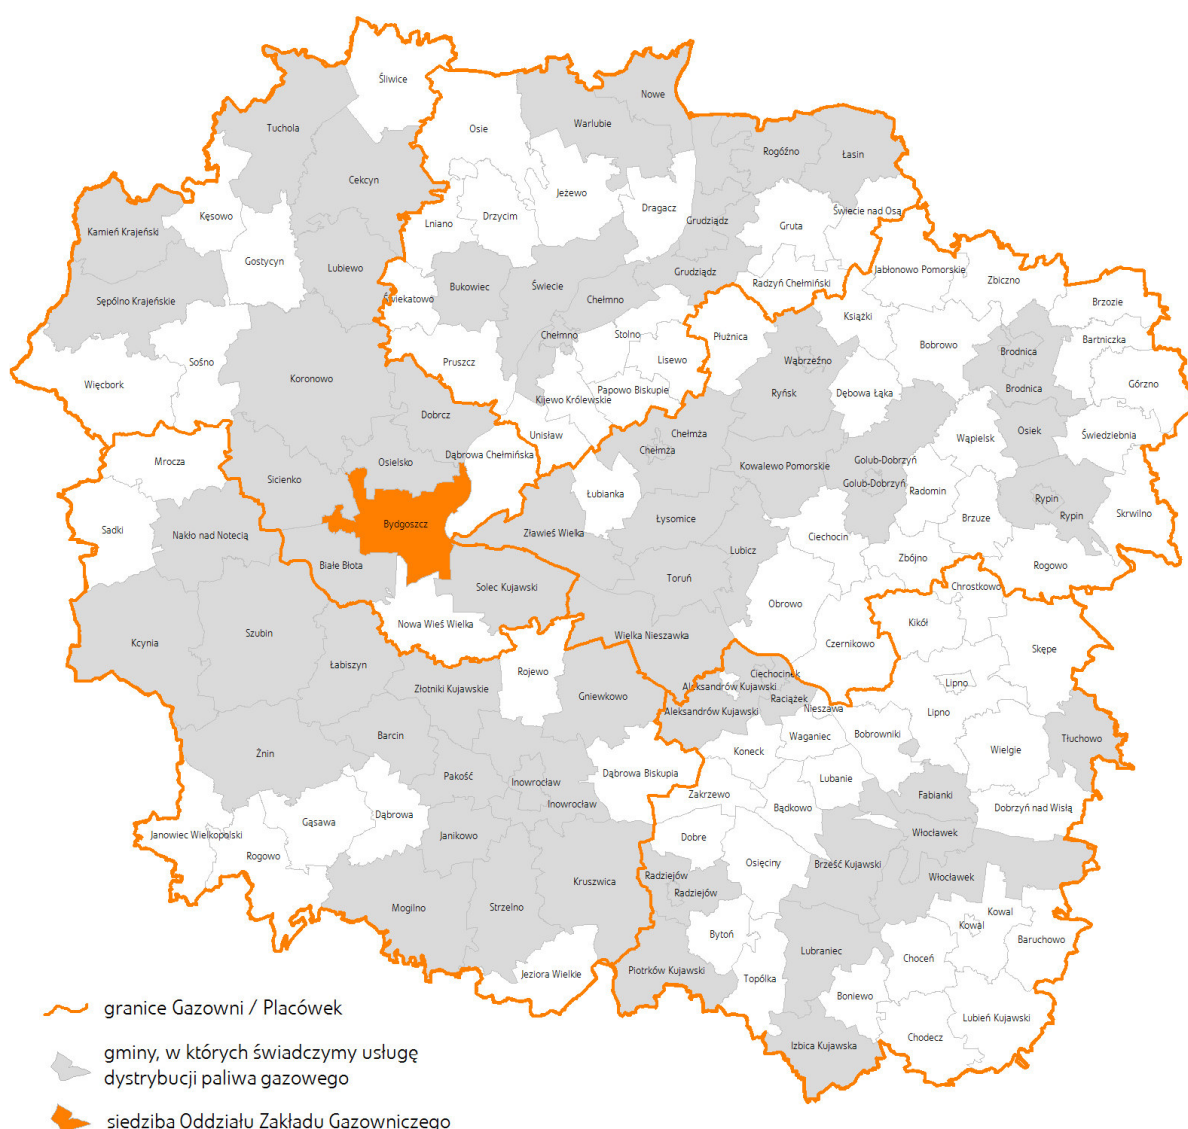 Śliwice
Nowe
Tuchola
Osie
Warlubie
Rogóźno
Łasin
Cekcyn
Jeżewo
Kęsowo
Drzycim
Dragacz
Świecie nad Osą
Lniano
Grudziądz
Gruta
Kamień Krajeński
Gostycyn
Lubiewo
Grudziądz
Jabłonowo Pomorskie
Zbiczno
Radzyń Chełmiński
Bukowiec
Świecie
Sępólno Krajeńskie
Świekatowo
Chełmno
Brzozie
Książki
Chełmno
Stolno
Płużnica
Bartniczka
Bobrowo
Brodnica
Sośno
Pruszcz
Lisewo
Wąbrzeźno
Koronowo
Więcbork
Górzno
Papowo Biskupie
Brodnica
Ryńsk
Dębowa Łąka
Kijewo Królewskie
Dobrcz
Osiek
Unisław
Chełmża
Świedziebnia
Wąpielsk
Chełmża
Dąbrowa Chełmińska
Mrocza
Osielsko
Kowalewo Pomorskie
Golub-Dobrzyń
Sicienko
Golub-Dobrzyń
Radomin
Łubianka
Rypin
Skrwilno
Rypin
Łysomice
Brzuze
Bydgoszcz
Sadki
Nakło nad Notecią
Zławieś Wielka
Ciechocin
Lubicz
Zbójno
Białe Błota
Rogowo
Toruń
Solec Kujawski
Chrostkowo
Obrowo
Nowa Wieś Wielka
Kikół
Szubin
Wielka Nieszawka
Kcynia
Czernikowo
Skępe
Łabiszyn
Rojewo
Ciechocinek
Złotniki Kujawskie
Aleksandrów Kujawski
Lipno
Gniewkowo
Raciążek
Nieszawa
Aleksandrów Kujawski
Lipno
Barcin
Waganiec
Bobrowniki
Tłuchowo
Koneck
Wielgie
Żnin
Pakość
Dąbrowa Biskupia
Lubanie
Inowrocław
Zakrzewo
Fabianki
Inowrocław
Bądkowo
Dobrzyń nad Wisłą
Dąbrowa
Gąsawa
Janowiec Wielkopolski
Janikowo
Dobre
Włocławek
Rogowo
Osięciny
Brześć Kujawski
Radziejów
Włocławek
Kruszwica
Radziejów
Mogilno
Strzelno
Kowal
Kowal
Bytoń
Baruchowo
Lubraniec
Choceń
Jeziora Wielkie
Piotrków Kujawski
Topólka
Boniewo
Lubień Kujawski
Chodecz
Izbica Kujawska
granice Gazowni / Placówek
gminy, w których świadczymy usługę
dystrybucji paliwa gazowego
siedziba Oddziału Zakładu Gazowniczego